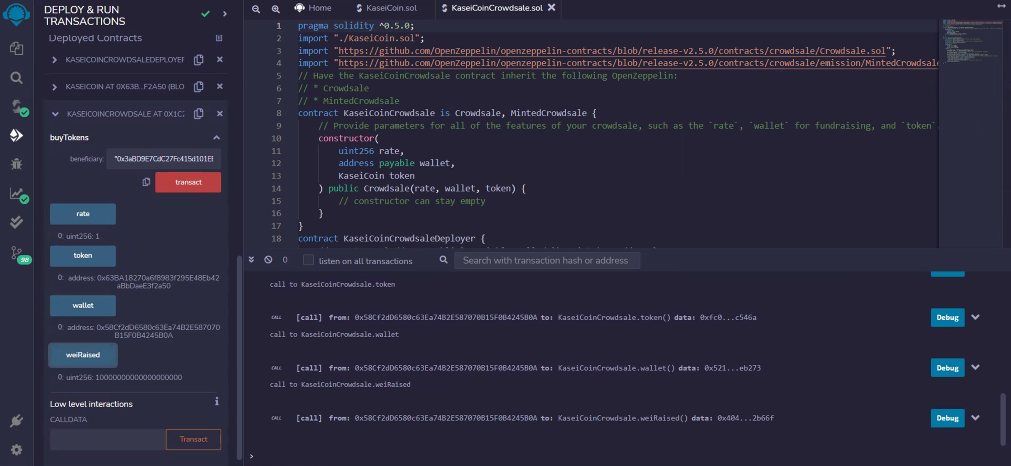 DEPLOY & RUN
TRANSACTIONS
Deployed Contracts
KASEICOINCROWDSALEDEPLOYER
KASEICOIN AT 0X63B...F2A50 (BLO
KASEICOINCROWDSALE AT 0X1C2
buyTokens
beneficiary:
transact
rate
0: uint256: 1
token
0: address: 0x63BA18270a6f8983f295E48Eb42
aBbDaeE3f2a50
wallet
0: address: 0x58Cf2dD6580c63Ea74B2E587070
B15F0B4245B0A
weiRaised
0: uint256: 10000000000000000000
Low level interactions
CALLDATA
Transact
Home
KaseiCoin.sol
KaseiCoinCrowdsale.sol
1 pragma solidity ^0.5.0;
2 import "./KaseiCoin.sol";
3 import "https://github.com/OpenZeppelin/openzeppelin-contracts/blob/release-v2.5.0/contracts/crowdsale/Crowdsale.sol";
4 import "https://github.com/OpenZeppelin/openzeppelin-contracts/blob/release-v2.5.0/contracts/crowdsale/emission/MintedCrowdsale
5 // Have the KaseiCoinCrowdsale contract inherit the following OpenZeppelin:
6 // * Crowdsale
7 // * MintedCrowdsale
8 contract KaseiCoinCrowdsale is Crowdsale, MintedCrowdsale {
9 // Provide parameters for all of the features of your crowdsale, such as the `rate`, `wallet` for fundraising, and `token`
10 constructor(
11 uint256 rate,
12 address payable wallet,
13 KaseiCoin token
14 ) public Crowdsale(rate, wallet, token) {
15 // constructor can stay empty
16 }
17 }
18 contract KaseiCoinCrowdsaleDeployer {
0
listen on all transactions
Search with transaction hash or address
call to KaseiCoinCrowdsale.token
CALL [call] from: 0x58Cf2dD6580c63Ea74B2E587070B15F0B4245B0A to: KaseiCoinCrowdsale.token() data: 0xfc0...c546a
Debug
call to KaseiCoinCrowdsale.wallet
CALL [call] from: 0x58Cf2dD6580c63Ea74B2E587070B15F0B4245B0A to: KaseiCoinCrowdsale.wallet() data: 0x521...eb273
Debug
call to KaseiCoinCrowdsale.weiRaised
CALL [call] from: 0x58Cf2dD6580c63Ea74B2E587070B15F0B4245B0A to: KaseiCoinCrowdsale.weiRaised() data: 0x404...2b66f
Debug
>